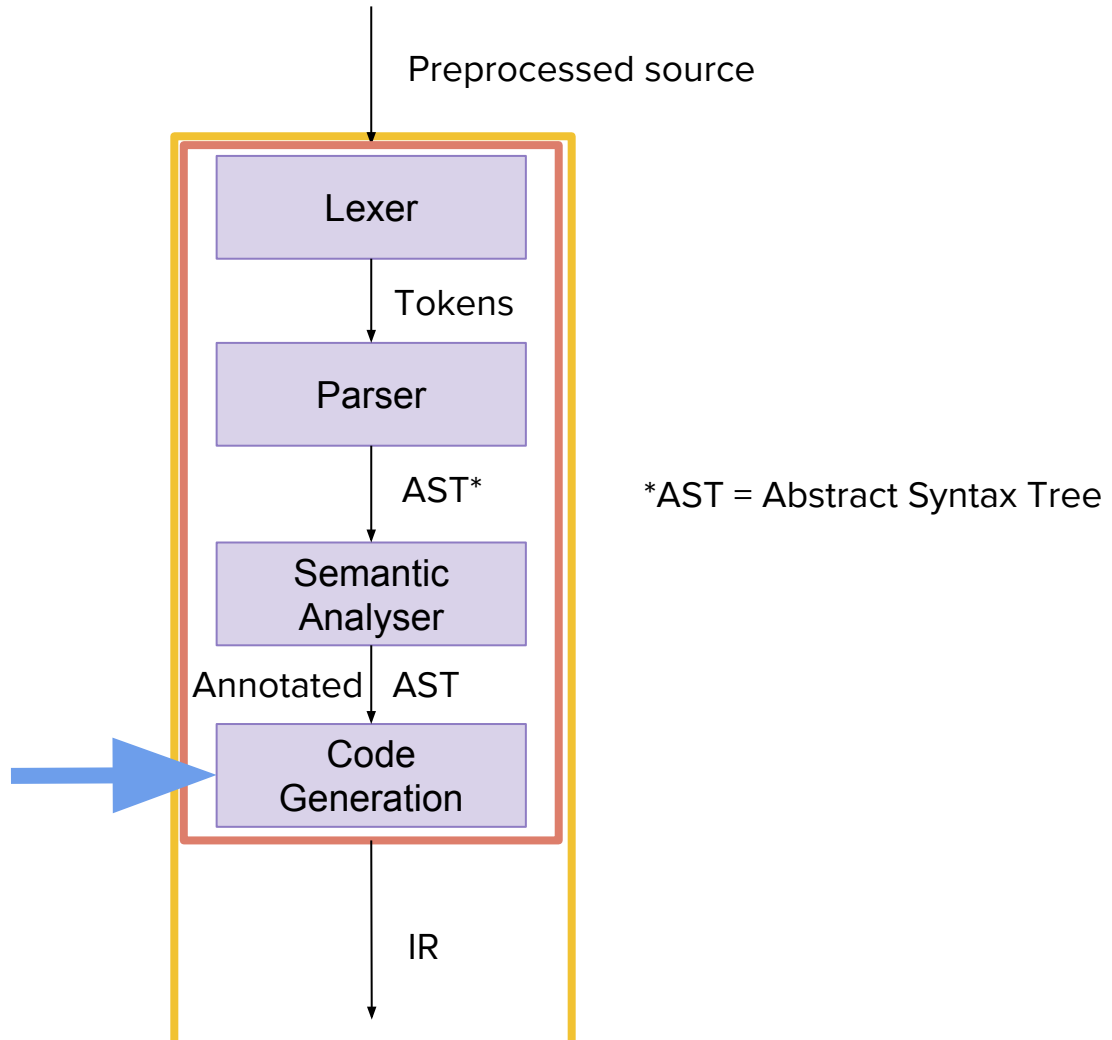 Preprocessed source
Lexer
Tokens
Parser
AST*
*AST = Abstract Syntax Tree
Semantic
Analyser
Annotated AST
Code
Generation
IR